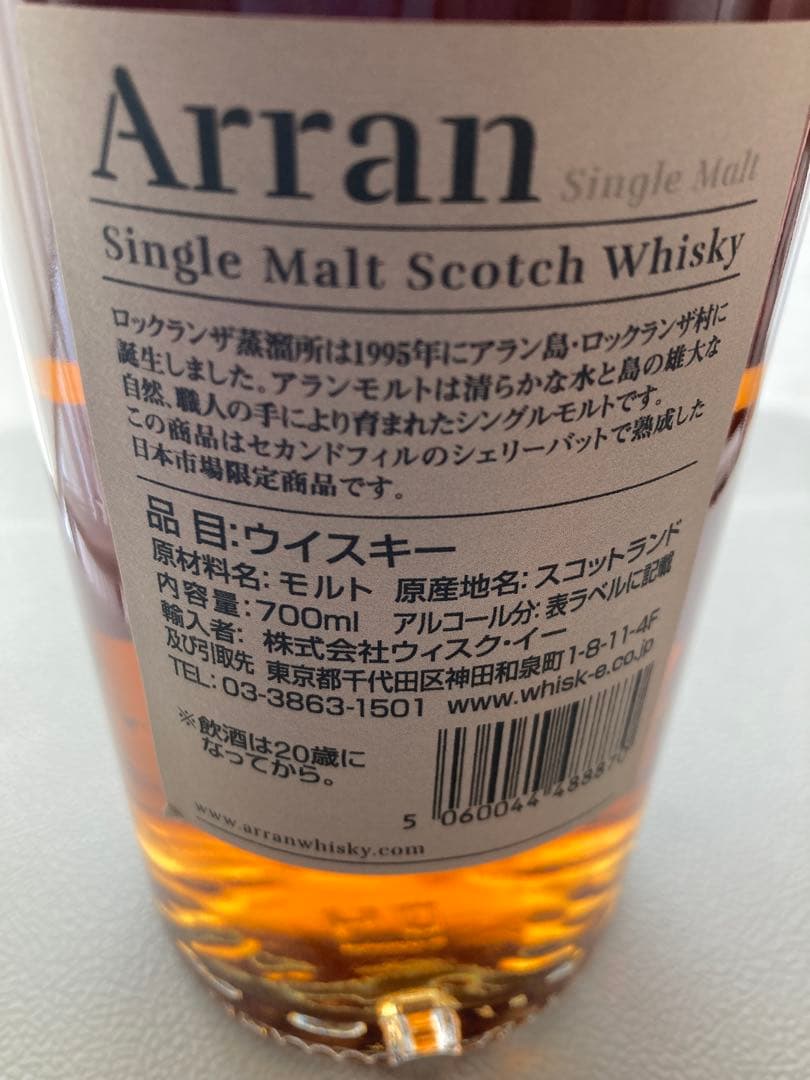 Arran Single Malt
Single Malt Scotch Whisky
ロックランザ蒸溜所は1995年にアラン島・ロックランザ村に
誕生しました。アランモルトは清らかな水と島の雄大な
自然、職人の手により育まれたシングルモルトです。
この商品はセカンドフィルのシェリーバットで熟成した
日本市場限定商品です。
品 目:ウイスキー
原材料名: モルト 原産地名: スコットランド
内容量: 700ml アルコール分: 表ラベルに記載
輸入者: 株式会社ウィスク・イー
及び引取先 東京都千代田区神田和泉町1-8-11-4F
TEL: 03-3863-1501 www.whisk-e.co.jp
※飲酒は20歳に
なってから。
5 060044 488870
www.arranwhisky.com